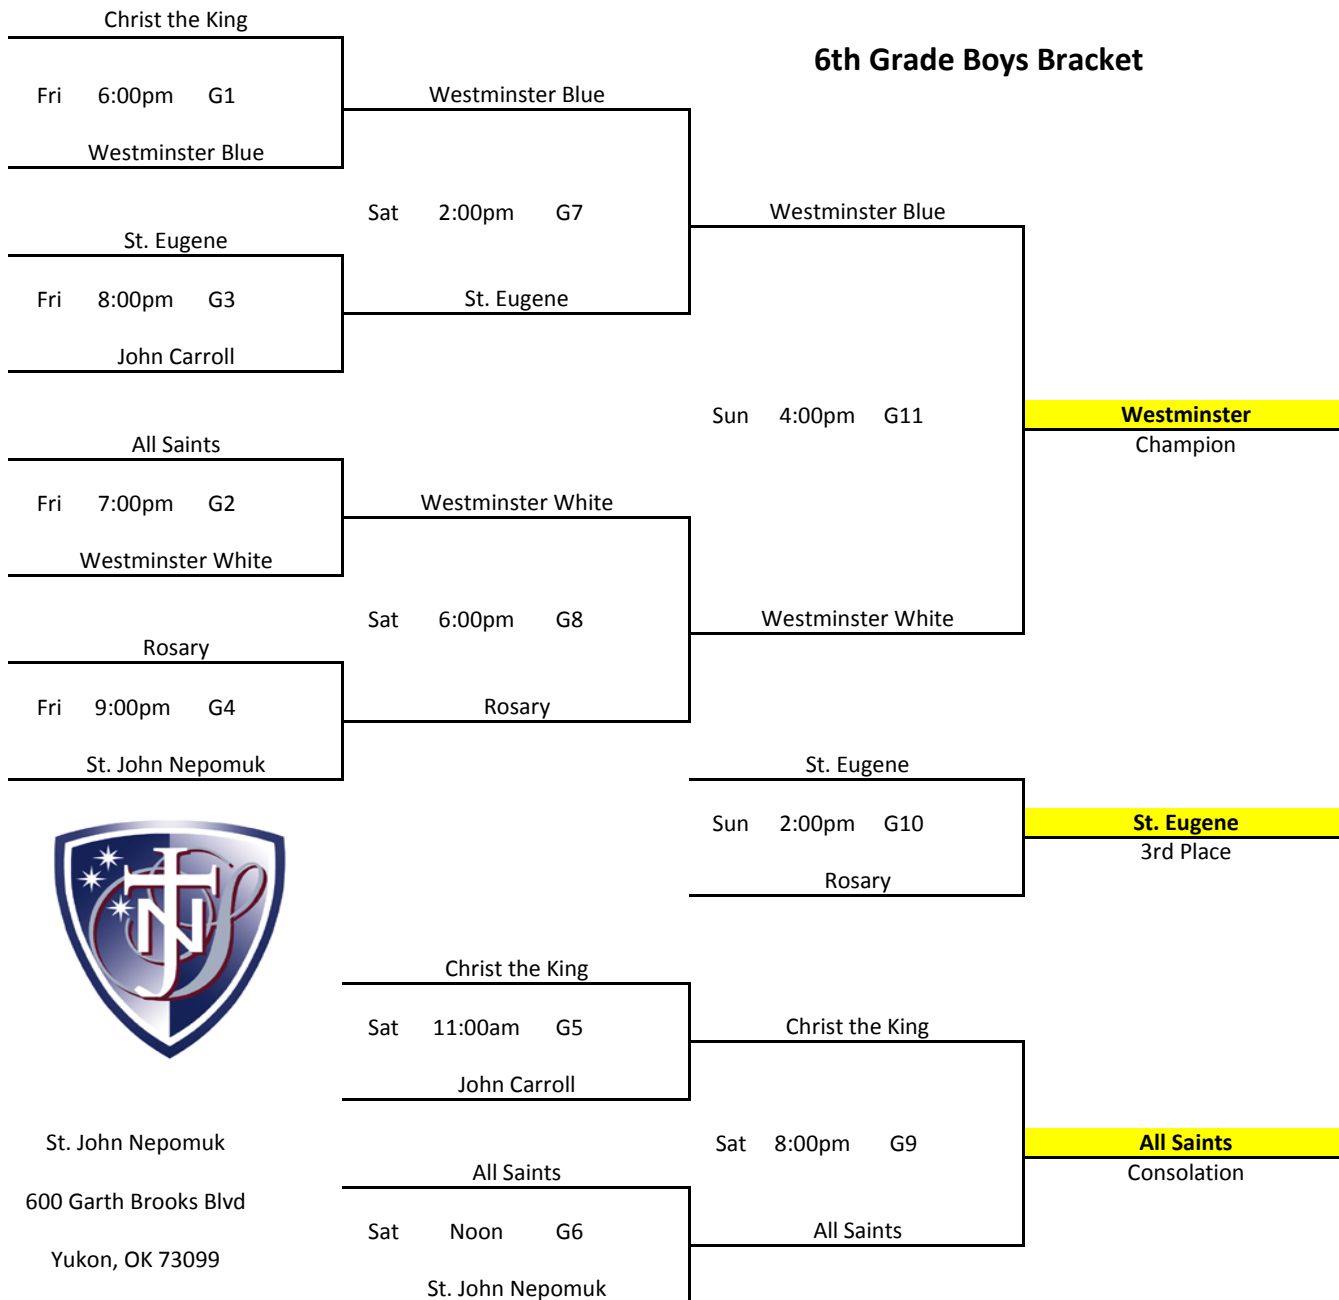 Christ the King
6th Grade Boys Bracket
Fri 6:00pm G1
Westminster Blue
Westminster Blue
Sat 2:00pm G7
Westminster Blue
St. Eugene
Fri 8:00pm G3
St. Eugene
John Carroll
Sun 4:00pm G11
Westminster
Champion
All Saints
Fri 7:00pm G2
Westminster White
Westminster White
Sat 6:00pm G8
Westminster White
Rosary
Fri 9:00pm G4
Rosary
St. John Nepomuk
St. Eugene
Sun 2:00pm G10
St. Eugene
3rd Place
Rosary
JNS
Christ the King
Sat 11:00am G5
Christ the King
John Carroll
St. John Nepomuk
Sat 8:00pm G9
All Saints
Consolation
All Saints
600 Garth Brooks Blvd
Sat Noon G6
All Saints
Yukon, OK 73099
St. John Nepomuk